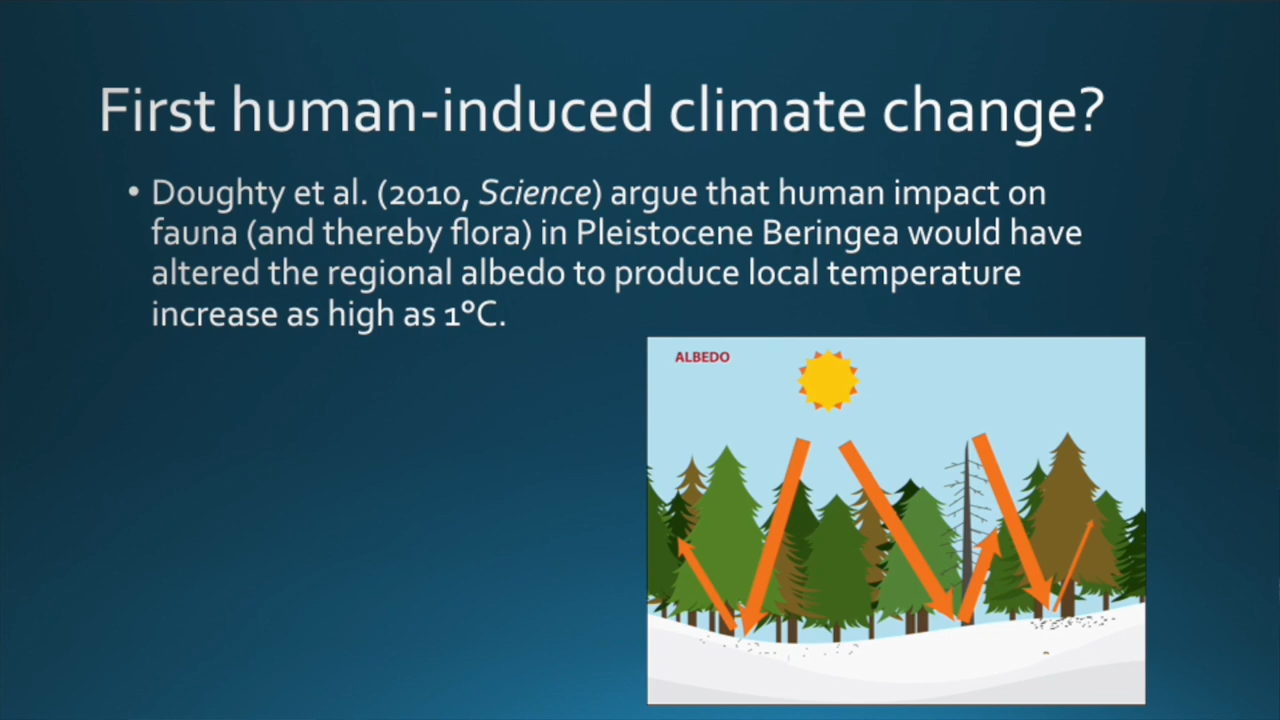 First human-induced climate change?
• Doughty et al. (2010, Science) argue that human impact on
fauna (and thereby flora) in Pleistocene Beringea would have
altered the regional albedo to produce local temperature
increase as high as 1°C.
ALBEDO